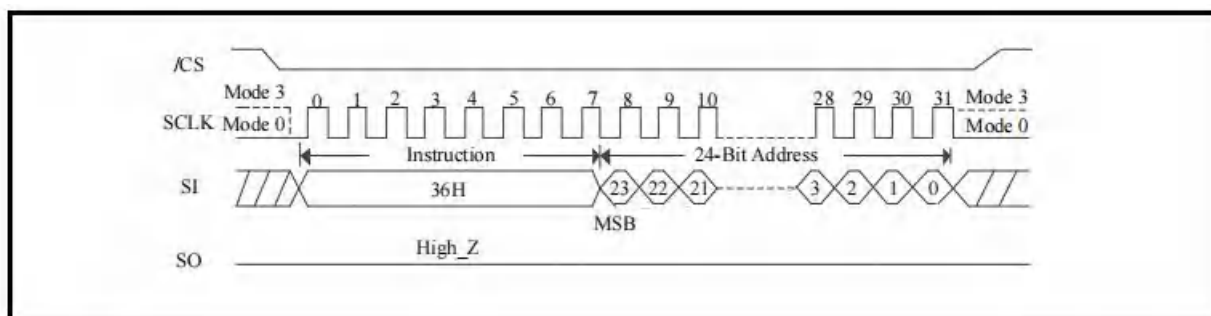 /CS
Mode 3 0 1 2 3 4 5 6 7 8 9 10 28 29 30 31 Mode 3
SCLK Mode 0 Mode 0
Instruction 24-Bit Address
SI 36H 23 22 21 3 2 1 0
MSB
High_Z
SO